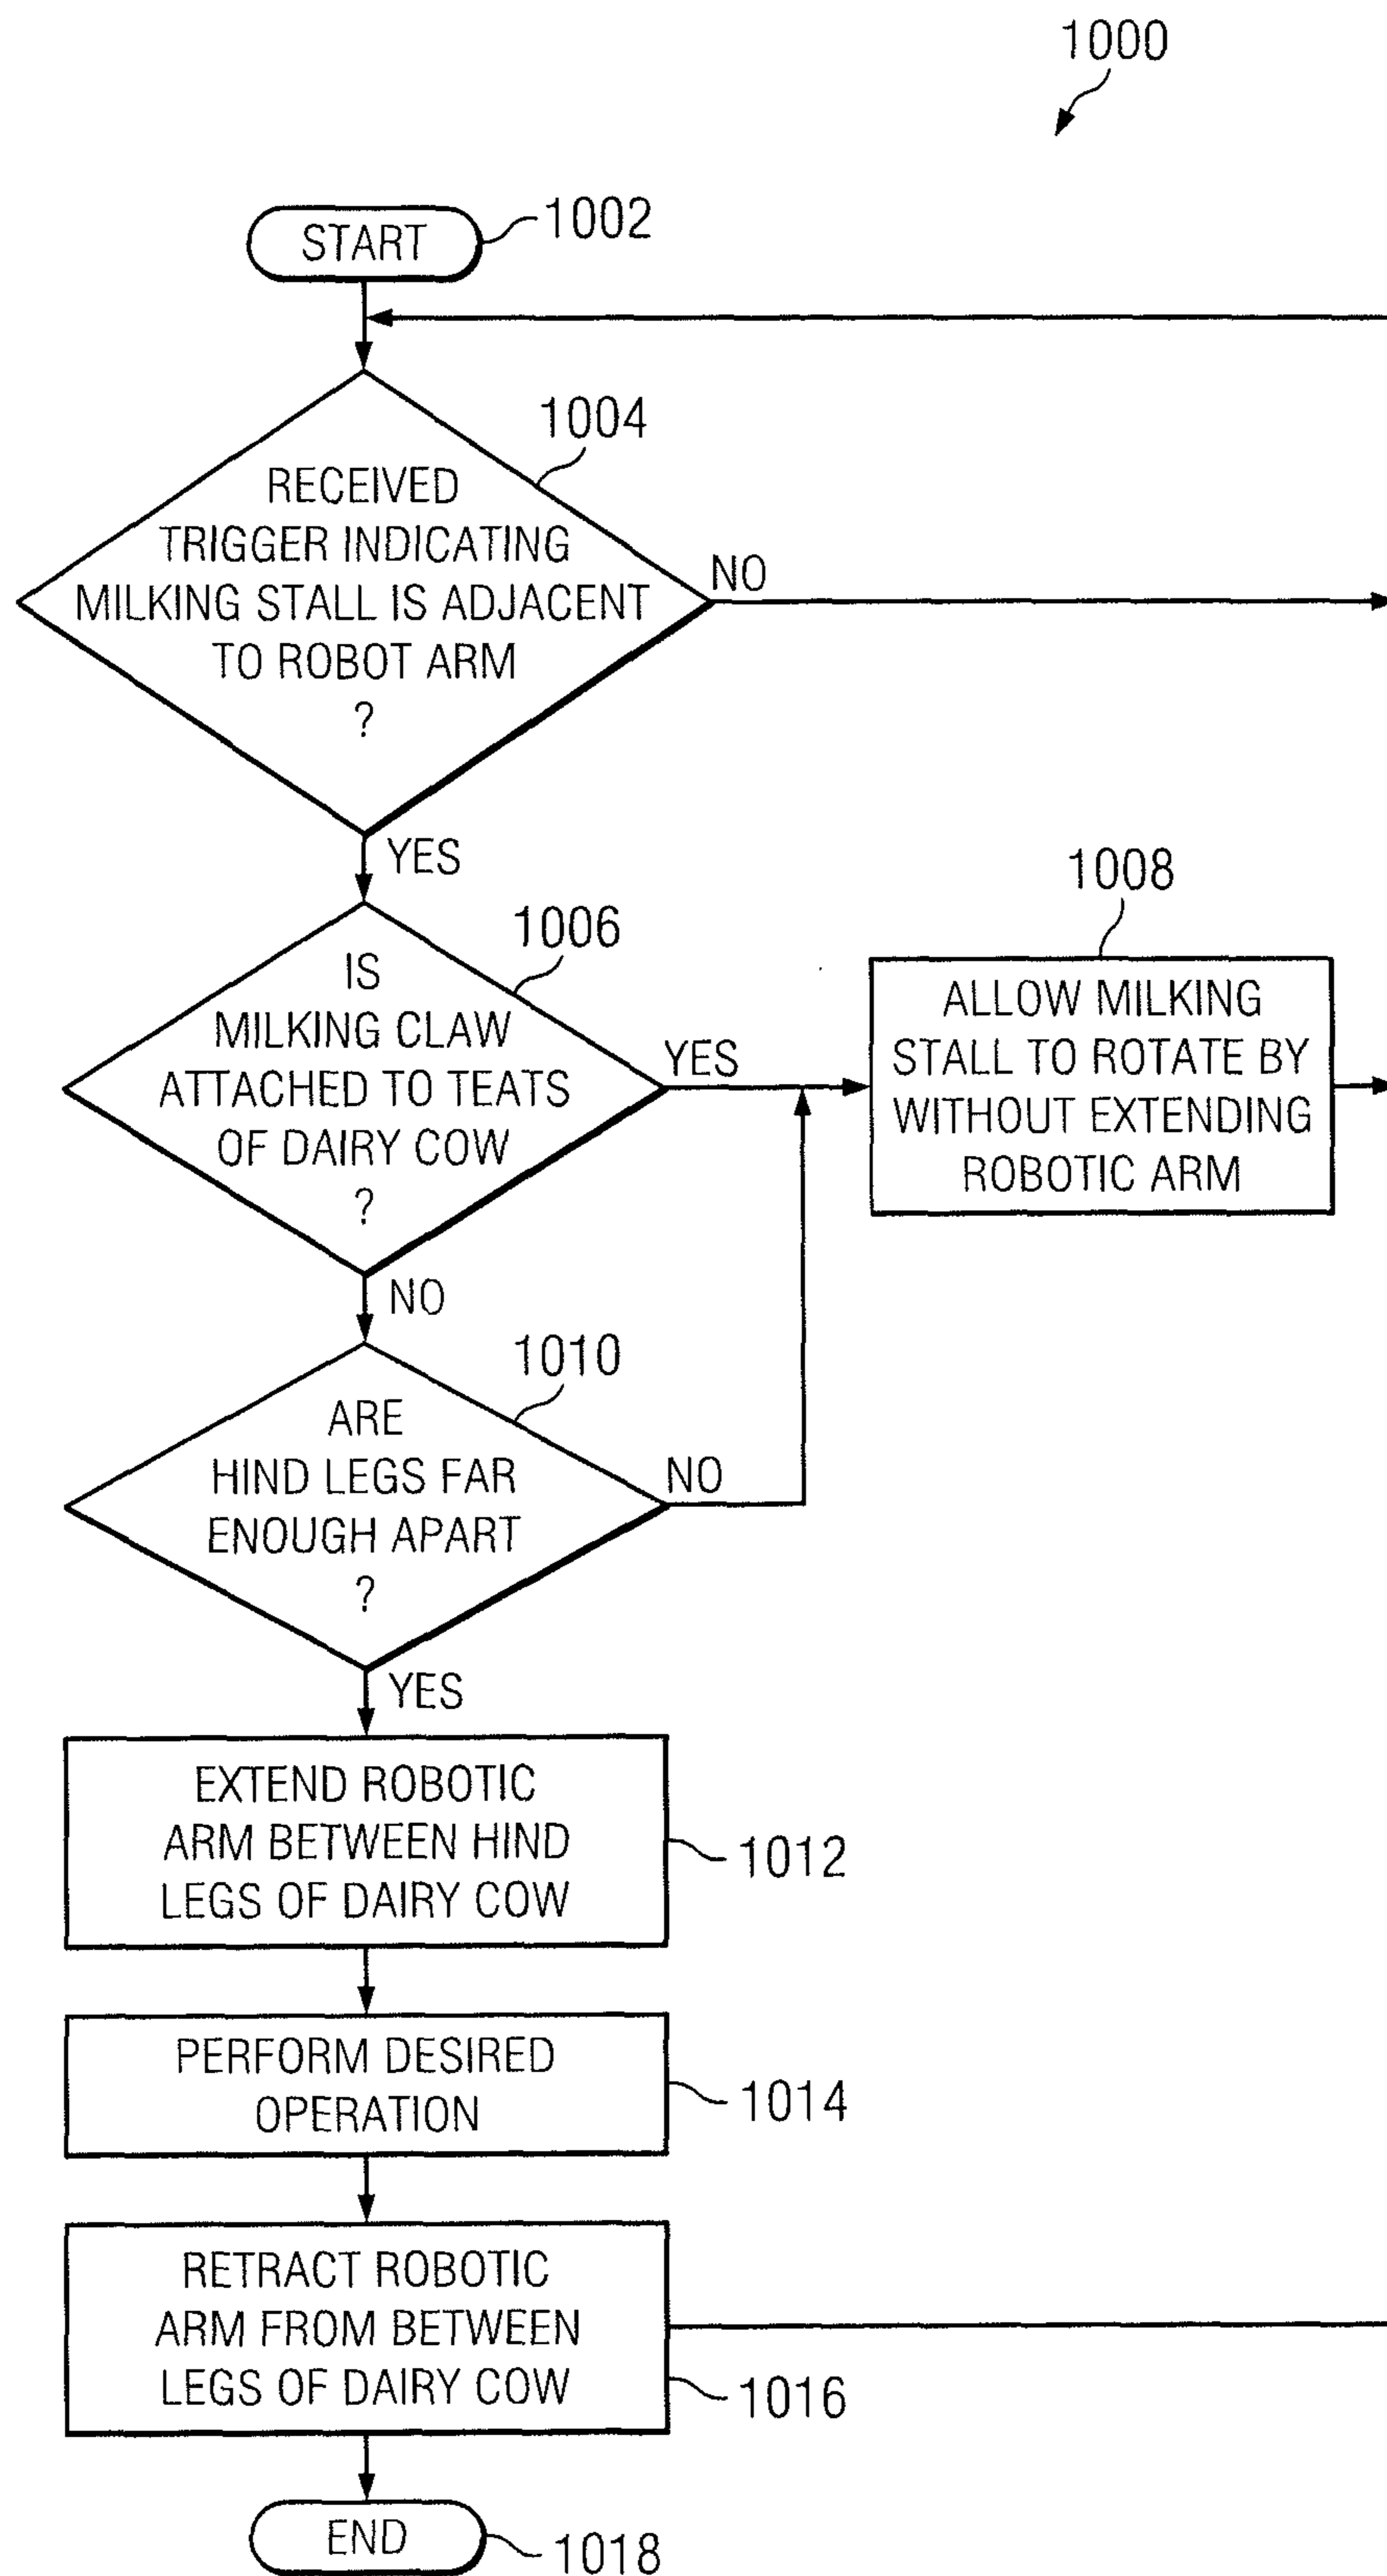 1000
START
1002
1004
RECEIVED
TRIGGER INDICATING
MILKING STALL IS ADJACENT
TO ROBOT ARM
?
NO
YES
1006
IS
MILKING CLAW
ATTACHED TO TEATS
OF DAIRY COW
?
YES
1008
ALLOW MILKING
STALL TO ROTATE BY
WITHOUT EXTENDING
ROBOTIC ARM
NO
1010
ARE
HIND LEGS FAR
ENOUGH APART
?
NO
YES
EXTEND ROBOTIC
ARM BETWEEN HIND
LEGS OF DAIRY COW
1012
PERFORM DESIRED
OPERATION
1014
RETRACT ROBOTIC
ARM FROM BETWEEN
LEGS OF DAIRY COW
1016
END
1018